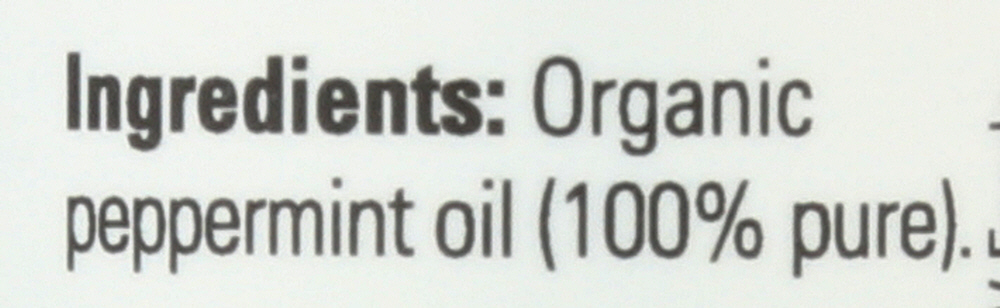 Ingredients: Organic
peppermint oil (100% pure).